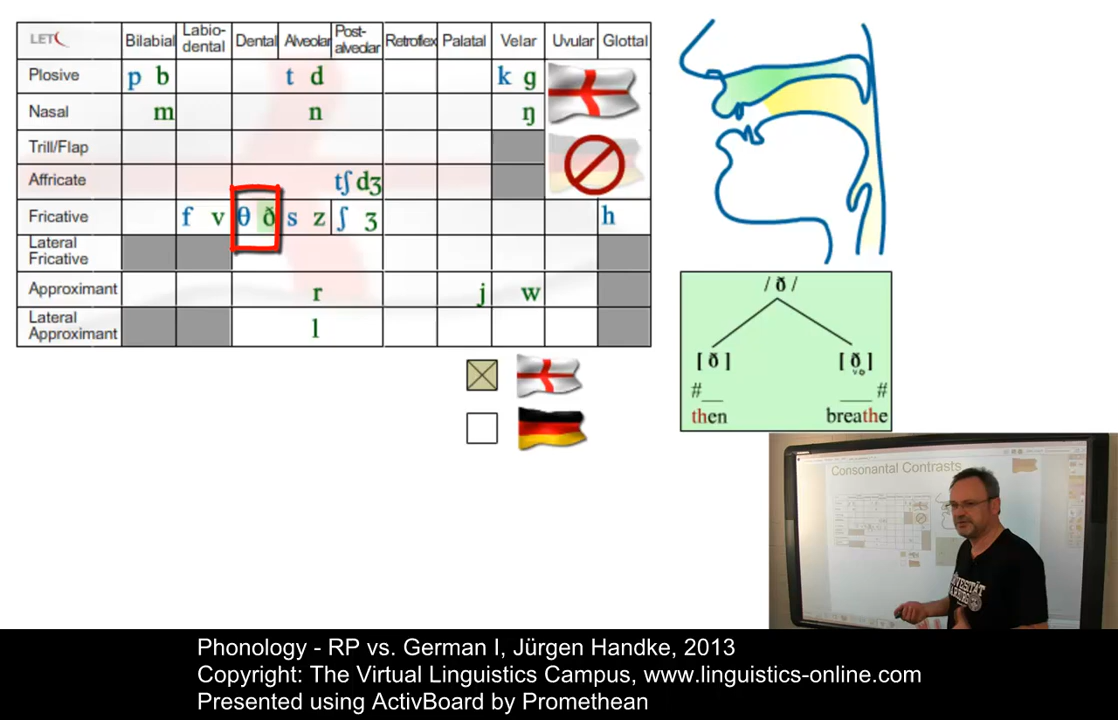 LET
Bilabial Labio-dental Dental Alveolar Post-alveolar Retroflex Palatal Velar Uvular Glottal
Plosive p b t d k g
Nasal m n ŋ
Trill/Flap
Affricate tʃ dʒ
Fricative f v θ ð s z ʃ ʒ h
Lateral
Fricative
Approximant r j w
Lateral
Approximant l
/ ð /
[ ð ] [ ð̥ ]
#__ ___ #
then breathe
Consonantal Contrasts
Phonology - RP vs. German I, Jürgen Handke, 2013
Copyright: The Virtual Linguistics Campus, www.linguistics-online.com
Presented using ActivBoard by Promethean